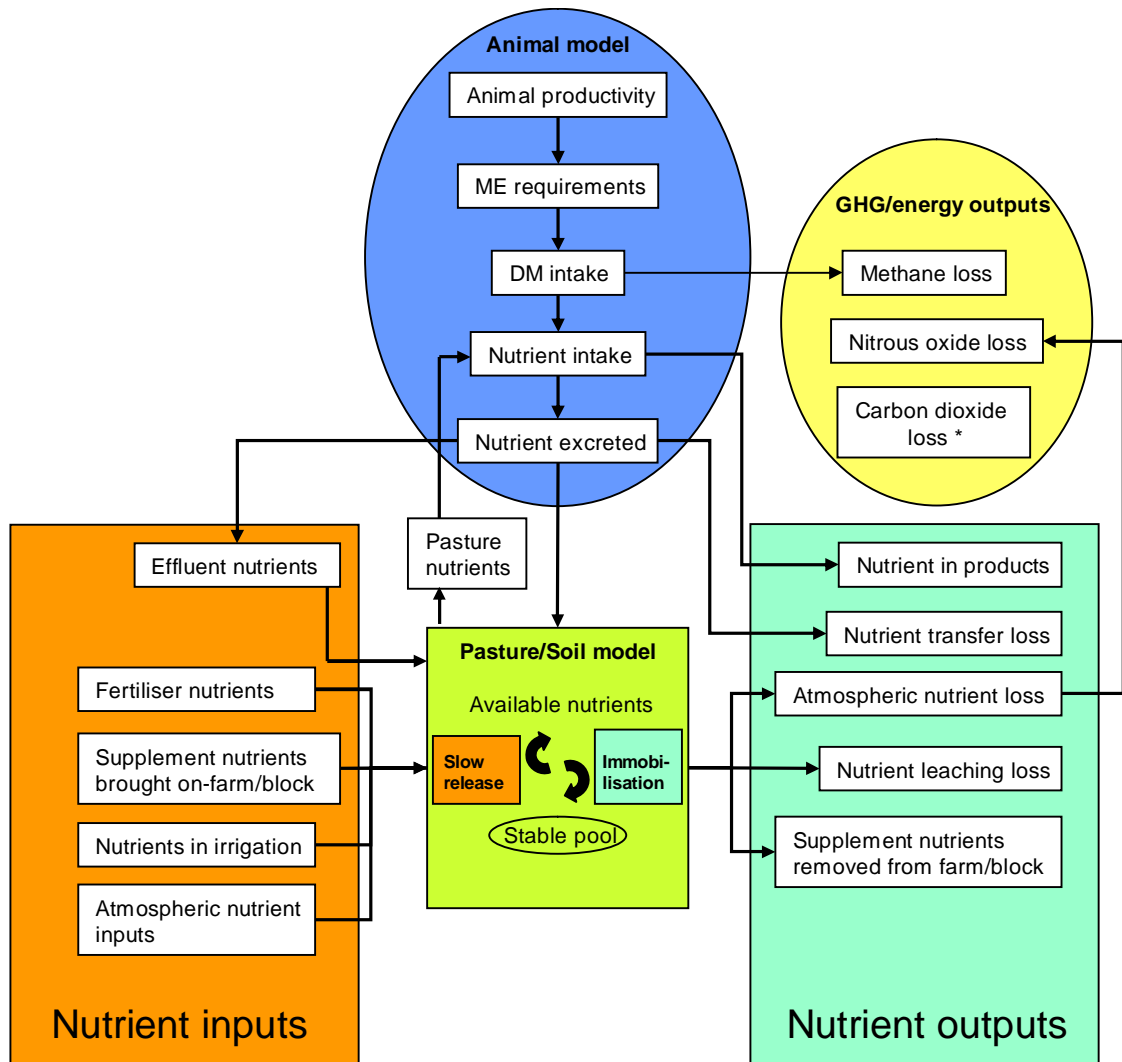 Animal model
Animal productivity
ME requirements
DM intake
Nutrient intake
Nutrient excreted
GHG/energy outputs
Methane loss
Nitrous oxide loss
Carbon dioxide
loss *
Effluent nutrients
Fertiliser nutrients
Supplement nutrients
brought on-farm/block
Nutrients in irrigation
Atmospheric nutrient
inputs
Nutrient inputs
Pasture
nutrients
Pasture/Soil model
Available nutrients
Slow
release
Immobi-
lisation
Stable pool
Nutrient in products
Nutrient transfer loss
Atmospheric nutrient loss
Nutrient leaching loss
Supplement nutrients
removed from farm/block
Nutrient outputs